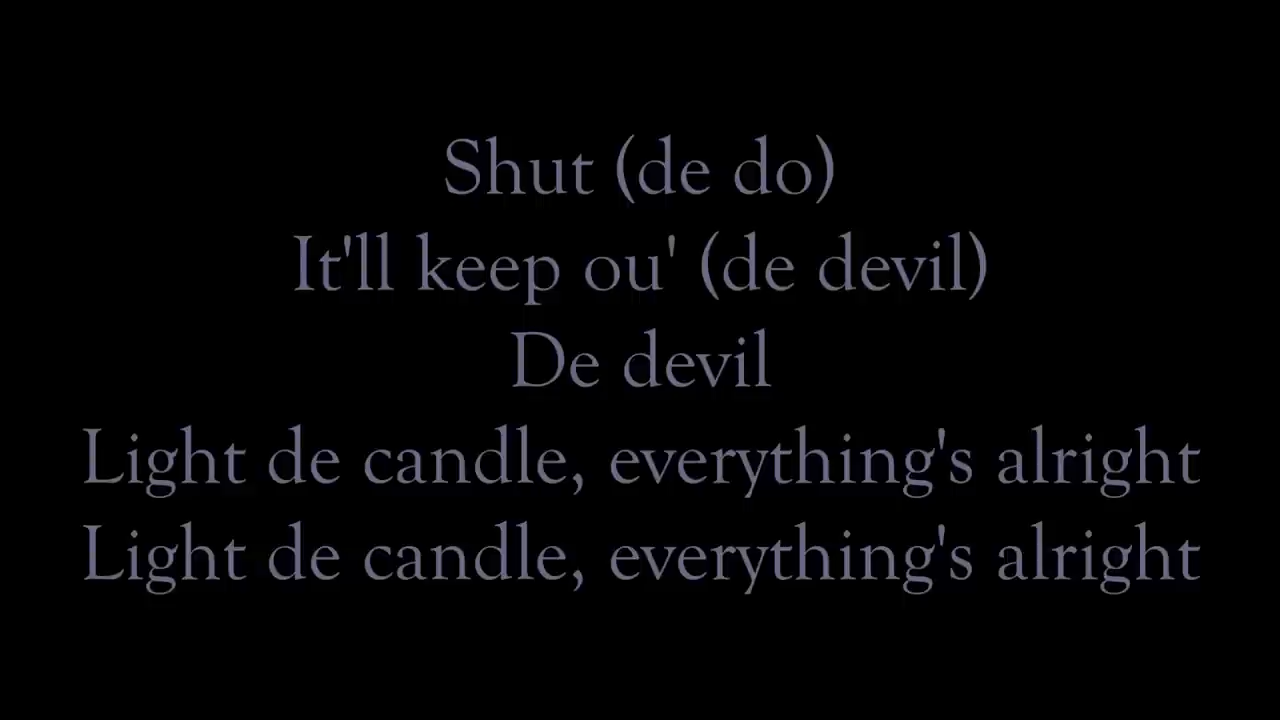 Shut (de do)
It'll keep ou' (de devil)
De devil
Light de candle, everything's alright
Light de candle, everything's alright